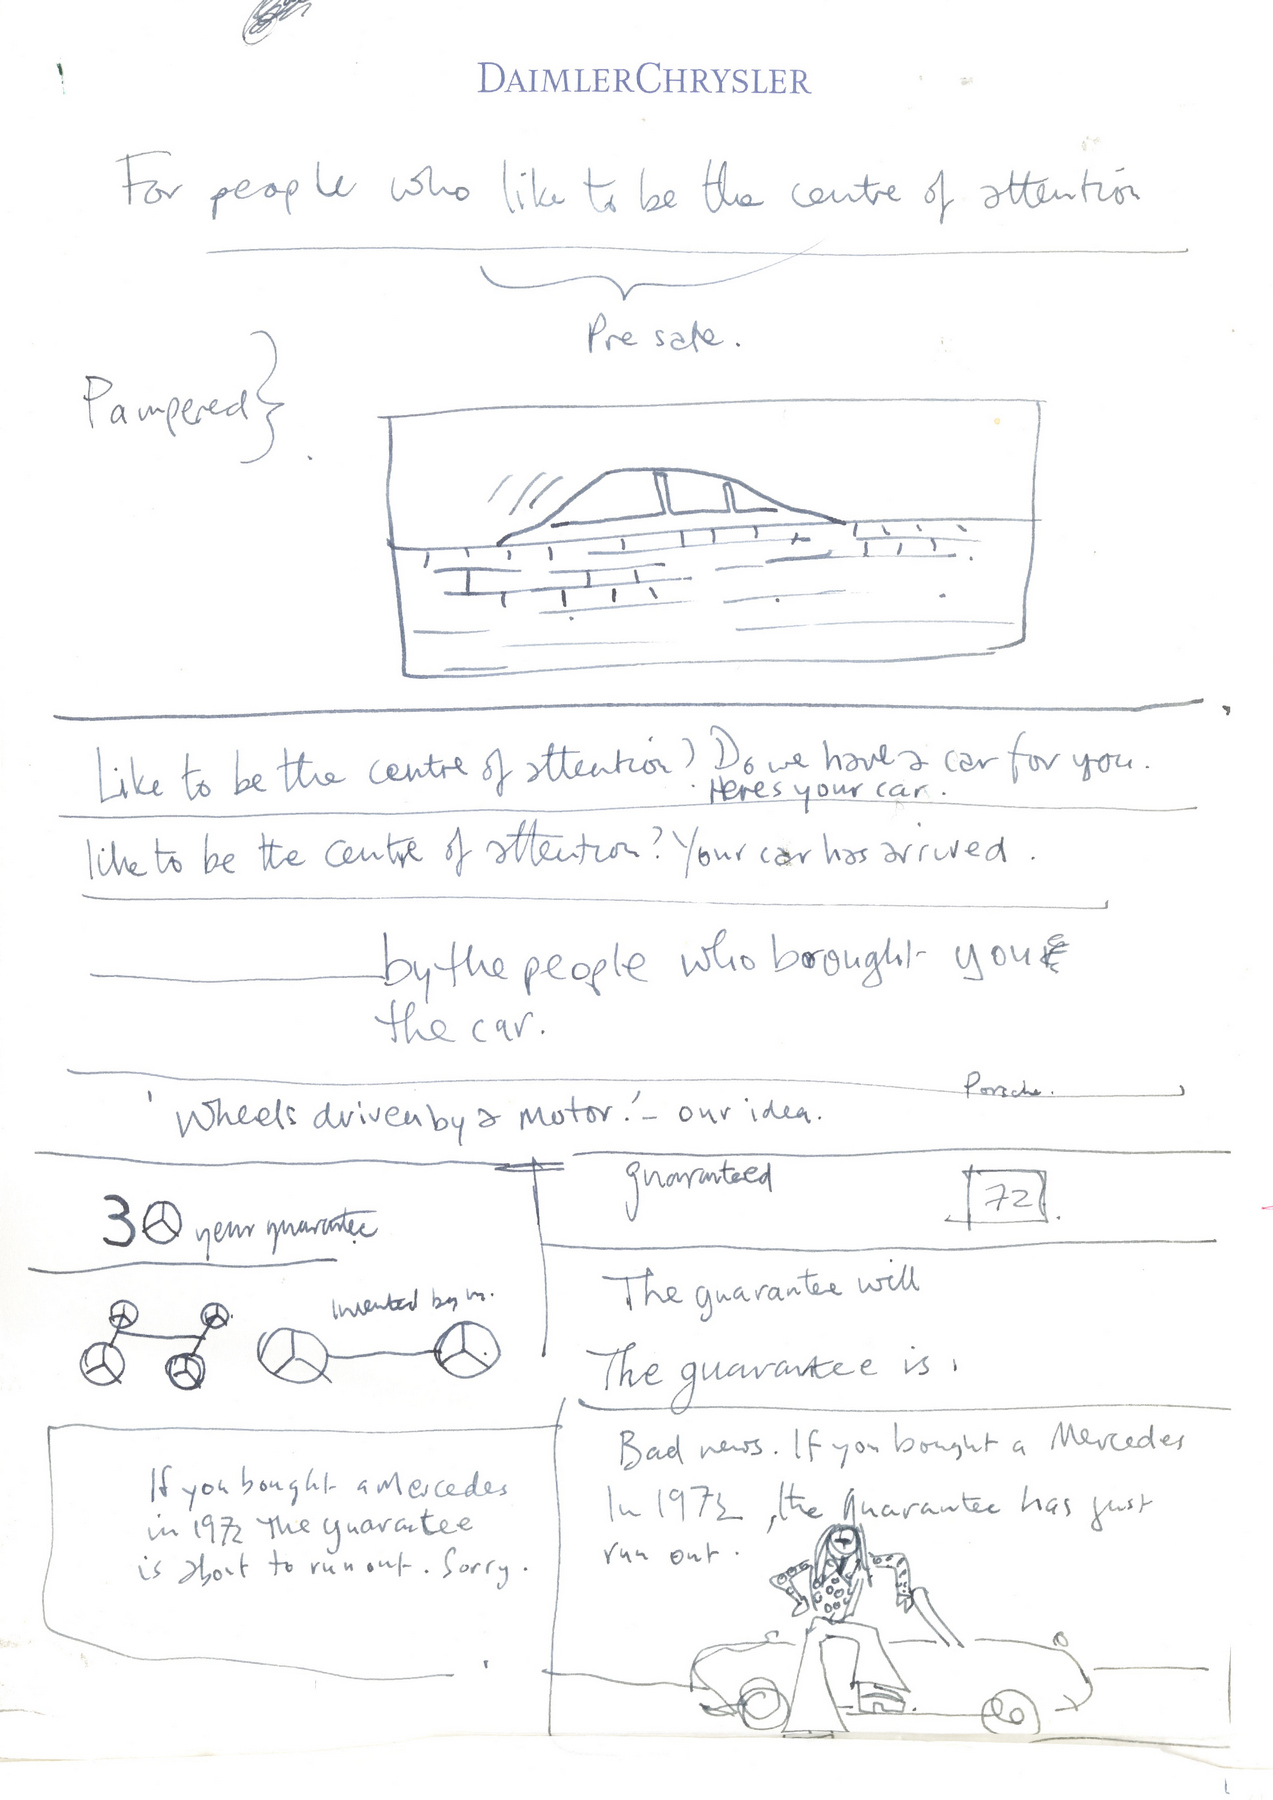 DAIMLERCHRYSLER
For people who like to be the centre of attention
Pre safe.
Pampered
Like to be the centre of attention? Do we have a car for you.
Heres your car.
like to be the centre of attention? Your car has arrived.
by the people who brought you
the car.
Porsche.
'Wheels driven by a motor.' – our idea.
guaranteed
72
30 year guarantee
The guarantee will
Invented by
The guarantee is
Bad news. If you bought a Mercedes
In 1972, the guarantee has just
run out.
If you bought a Mercedes
in 1972 the guarantee
is about to run out. Sorry.